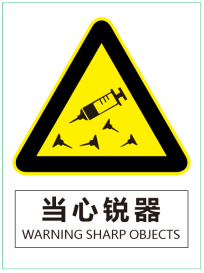 当心锐器
WARNING SHARP OBJECTS